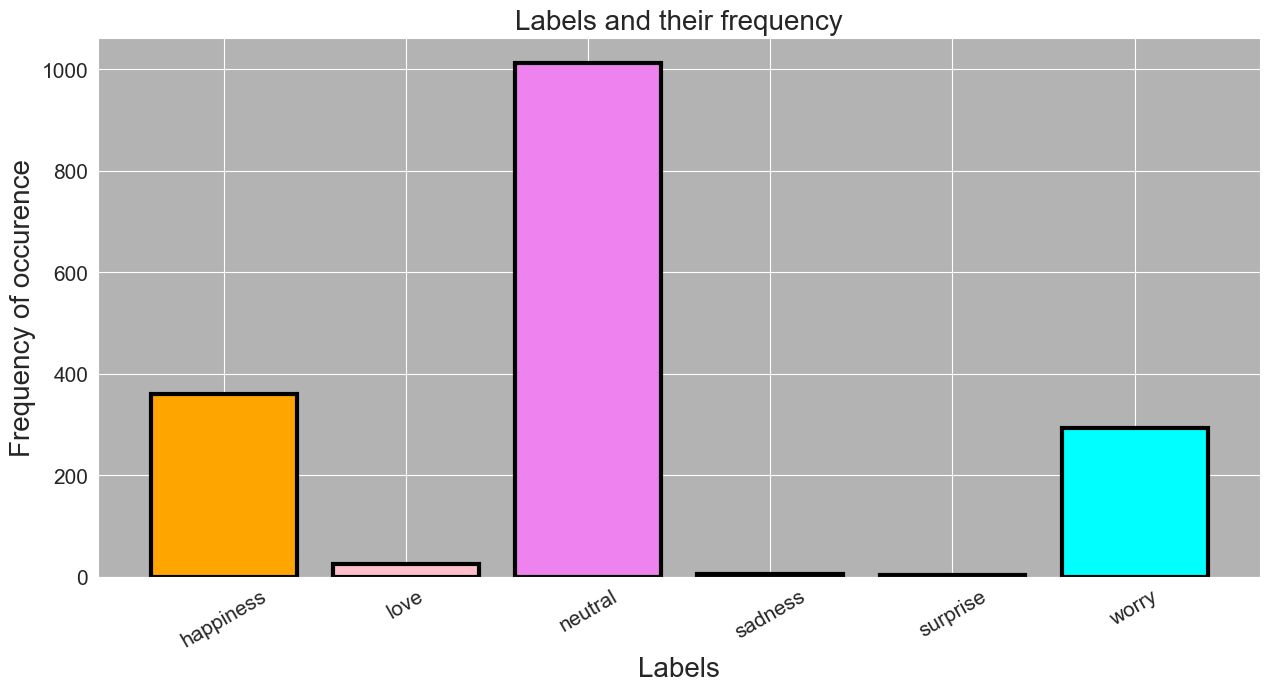 Labels and their frequency
Frequency of occurence
1000
800
600
400
200
0
happiness
love
neutral
sadness
surprise
worry
Labels